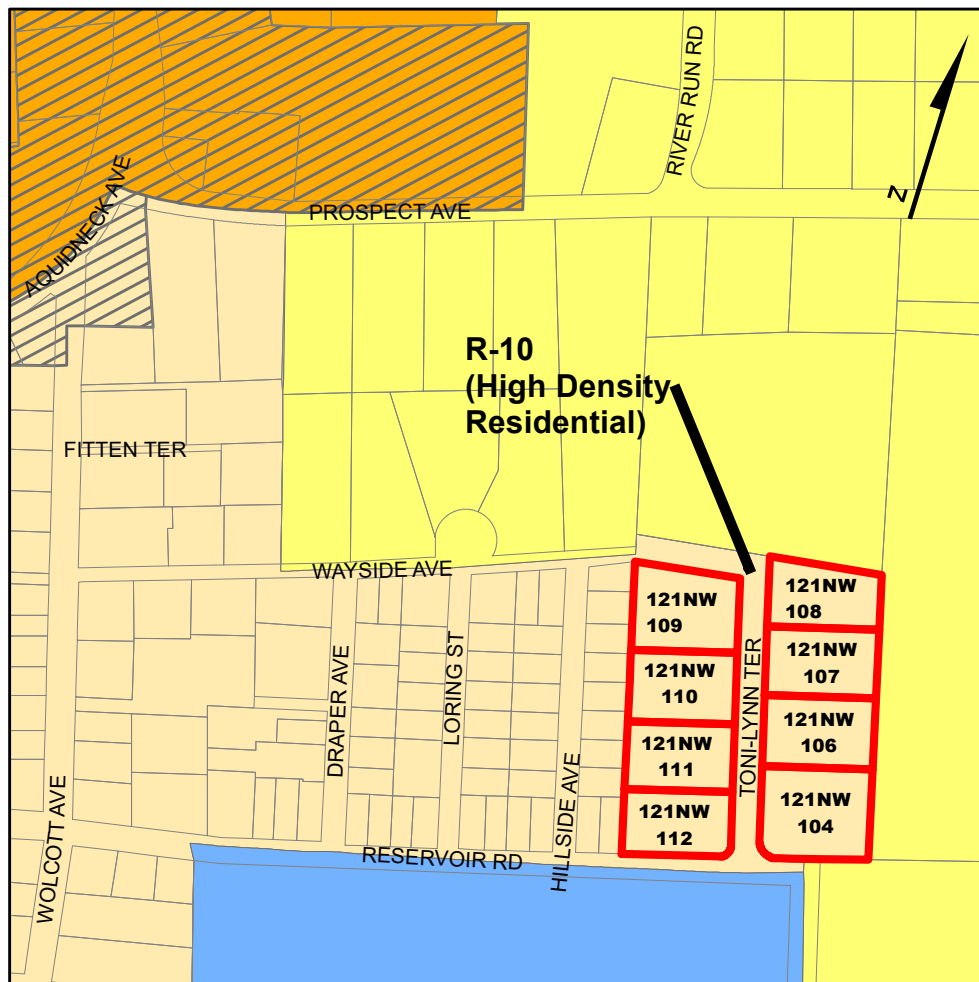 RIVER RUN RD
Z
AQUIDNECK AVE
PROSPECT AVE
R-10
(High Density
Residential)
FITTEN TER
WAYSIDE AVE
121NW
109
121NW
108
121NW
110
121NW
107
121NW
111
121NW
106
121NW
112
121NW
104
TONI-LYNN TER
DRAPER AVE
LORING ST
HILLSIDE AVE
WOLCOTT AVE
RESERVOIR RD